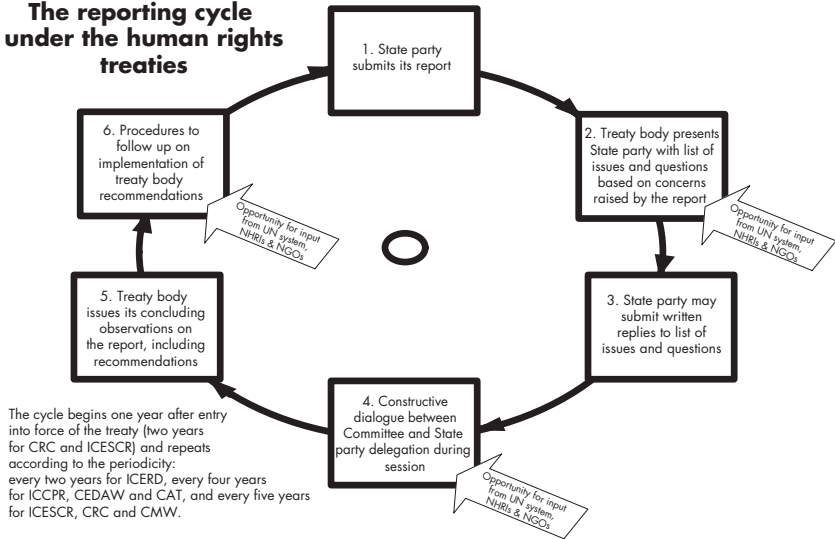 The reporting cycle
under the human rights
treaties
1. State party
submits its report
2. Treaty body presents
State party with list of
issues and questions
based on concerns
raised by the report
Opportunity for input
from UN system,
NHRIs & NGOs
3. State party may
submit written
replies to list of
issues and questions
4. Constructive
dialogue between
Committee and State
party delegation during
session
Opportunity for input
from UN system,
NHRIs & NGOs
5. Treaty body
issues its concluding
observations on
the report, including
recommendations
6. Procedures to
follow up on
implementation of
treaty body
recommendations
Opportunity for input
from UN system,
NHRIs & NGOs
The cycle begins one year after entry
into force of the treaty (two years
for CRC and ICESCR) and repeats
according to the periodicity:
every two years for ICERD, every four years
for ICCPR, CEDAW and CAT, and every five years
for ICESCR, CRC and CMW.